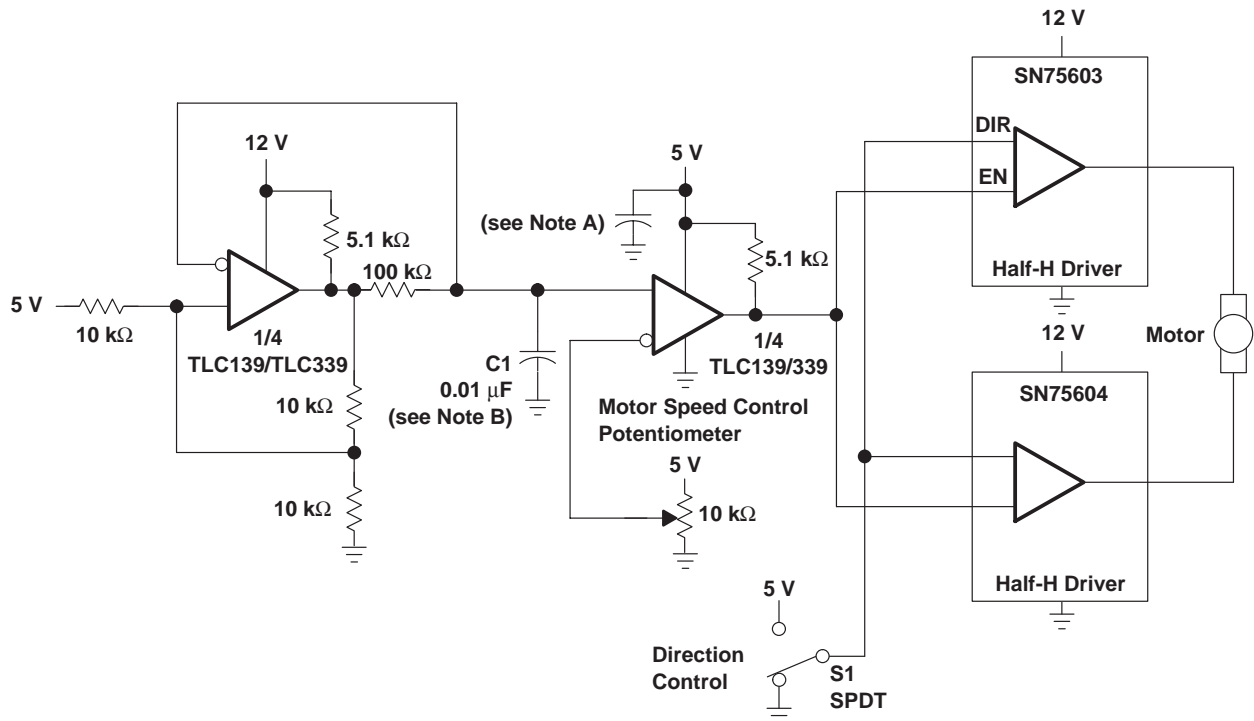 12 V
SN75603
DIR
EN
Half-H Driver
12 V
5.1 kΩ
100 kΩ
5 V
10 kΩ
1/4
TLC139/TLC339
10 kΩ
10 kΩ
C1
0.01 μF
(see Note B)
5 V
(see Note A)
5.1 kΩ
1/4
TLC139/339
Motor Speed Control
Potentiometer
5 V
10 kΩ
12 V
SN75604
Half-H Driver
Motor
5 V
Direction
Control
S1
SPDT